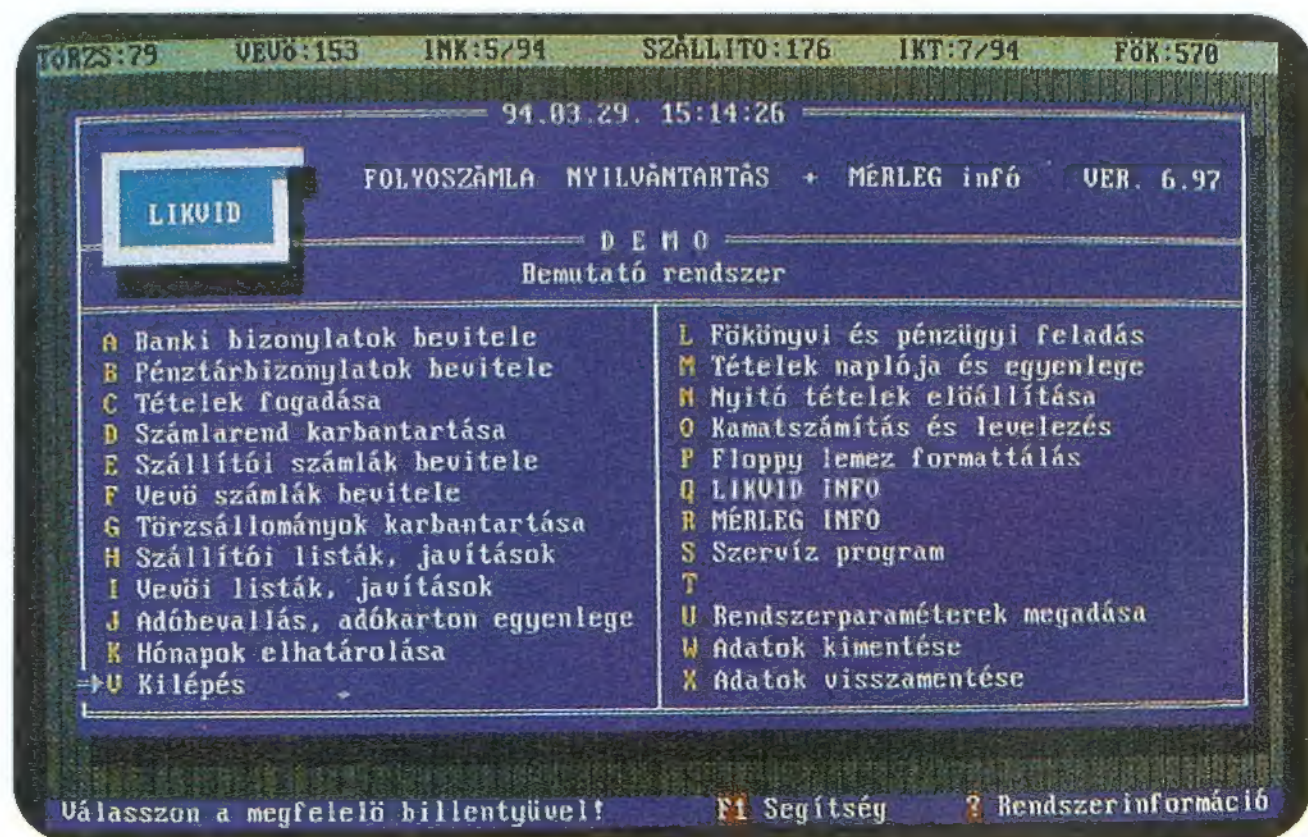 TÖRZS:79 VEVÖ:153 INK:5/94 SZÁLLITO:176 IKT:7/94 FÖK:570
94.03.29. 15:14:26
LIKVID
FOLYOSZÁMLA NYILVÁNTARTÁS + MÉRLEG infó VER. 6.97
D E M O
Bemutató rendszer
A Banki bizonylatok bevitele
B Pénztárbizonylatok bevitele
C Tételek fogadása
D Számlarend karbantartása
E Szállítói számlák bevitele
F Vevö számlák bevitele
G Törzsállományok karbantartása
H Szállítói listák, javítások
I Vevöi listák, javítások
J Adóbevallás, adókarton egyenlege
K Hónapok elhatárolása
V Kilépés
L Fökönyvi és pénzügyi feladás
M Tételek naplója és egyenlege
N Nyitó tételek elöállítása
O Kamatszámítás és levelezés
P Floppy lemez formattálás
Q LIKVID INFO
R MÉRLEG INFO
S Szervíz program
T
U Rendszerparaméterek megadása
W Adatok kimentése
X Adatok visszamentése
Válasszon a megfelelö billentyüvel! F1 Segítség ? Rendszerinformáció